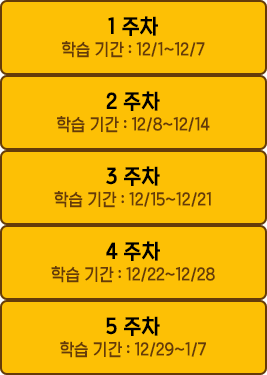 1 주차
학습 기간 : 12/1~12/7
2 주차
학습 기간 : 12/8~12/14
3 주차
학습 기간 : 12/15~12/21
4 주차
학습 기간 : 12/22~12/28
5 주차
학습 기간 : 12/29~1/7